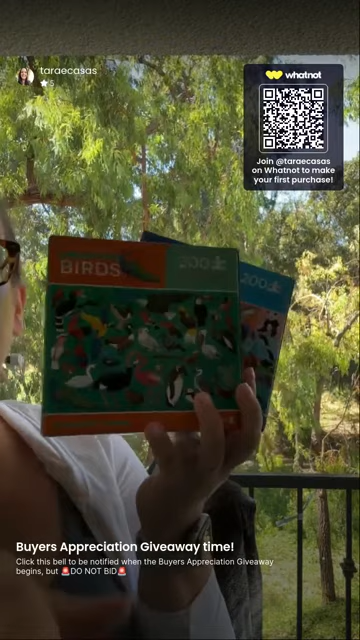 taraecasas
★5
whatnot
Join @taraecasas
on Whatnot to make
your first purchase!
BIRDS
200
200
Buyers Appreciation Giveaway time!
Click this bell to be notified when the Buyers Appreciation Giveaway
begins, but 🚨DO NOT BID🚨